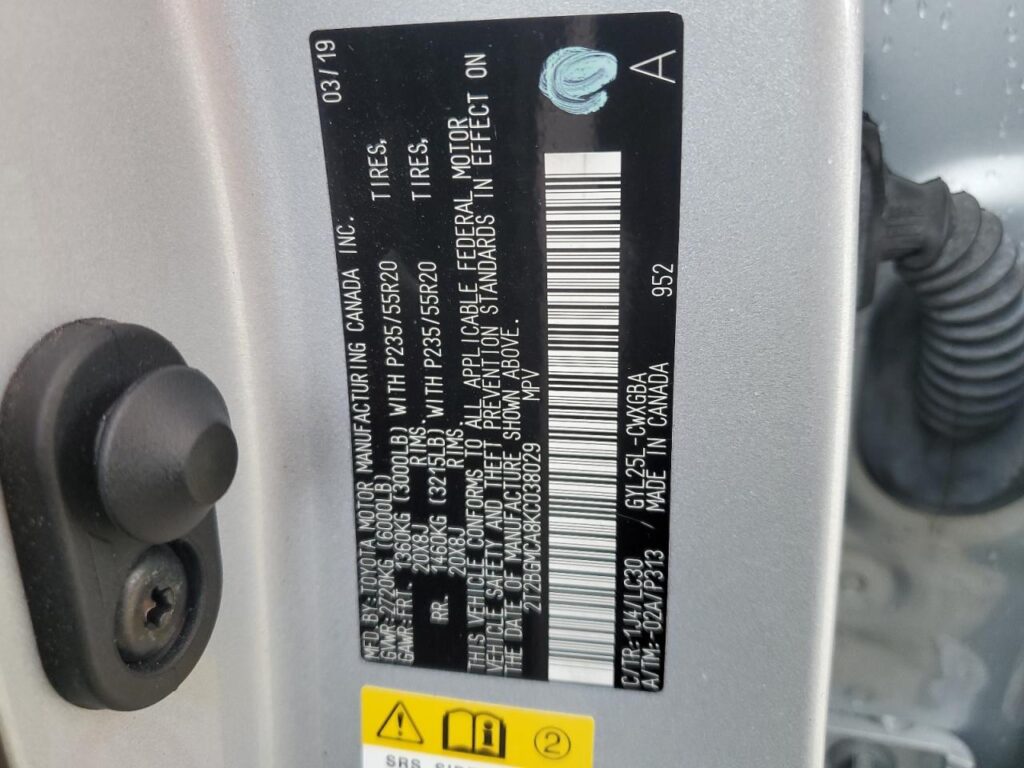 03/19
MFD BY: TOYOTA MOTOR MANUFACTURING CANADA INC.
GVWR: 2720KG (6000LB)
GAWR: FRT. 1360KG (3000LB) WITH P235/55R20 TIRES,
20X8J RIMS.
RR. 1460KG (3215LB) WITH P235/55R20 TIRES,
20X8J RIMS.
THIS VEHICLE CONFORMS TO ALL APPLICABLE FEDERAL MOTOR
VEHICLE SAFETY AND THEFT PREVENTION STANDARDS IN EFFECT ON
THE DATE OF MANUFACTURE SHOWN ABOVE.
2T2BGMCA8KC038029 MPV
A
C/TR: 1J4/LC30 / GYL25L-CWXGBA 952
A/TM: -02A/P313 MADE IN CANADA
2
SRS